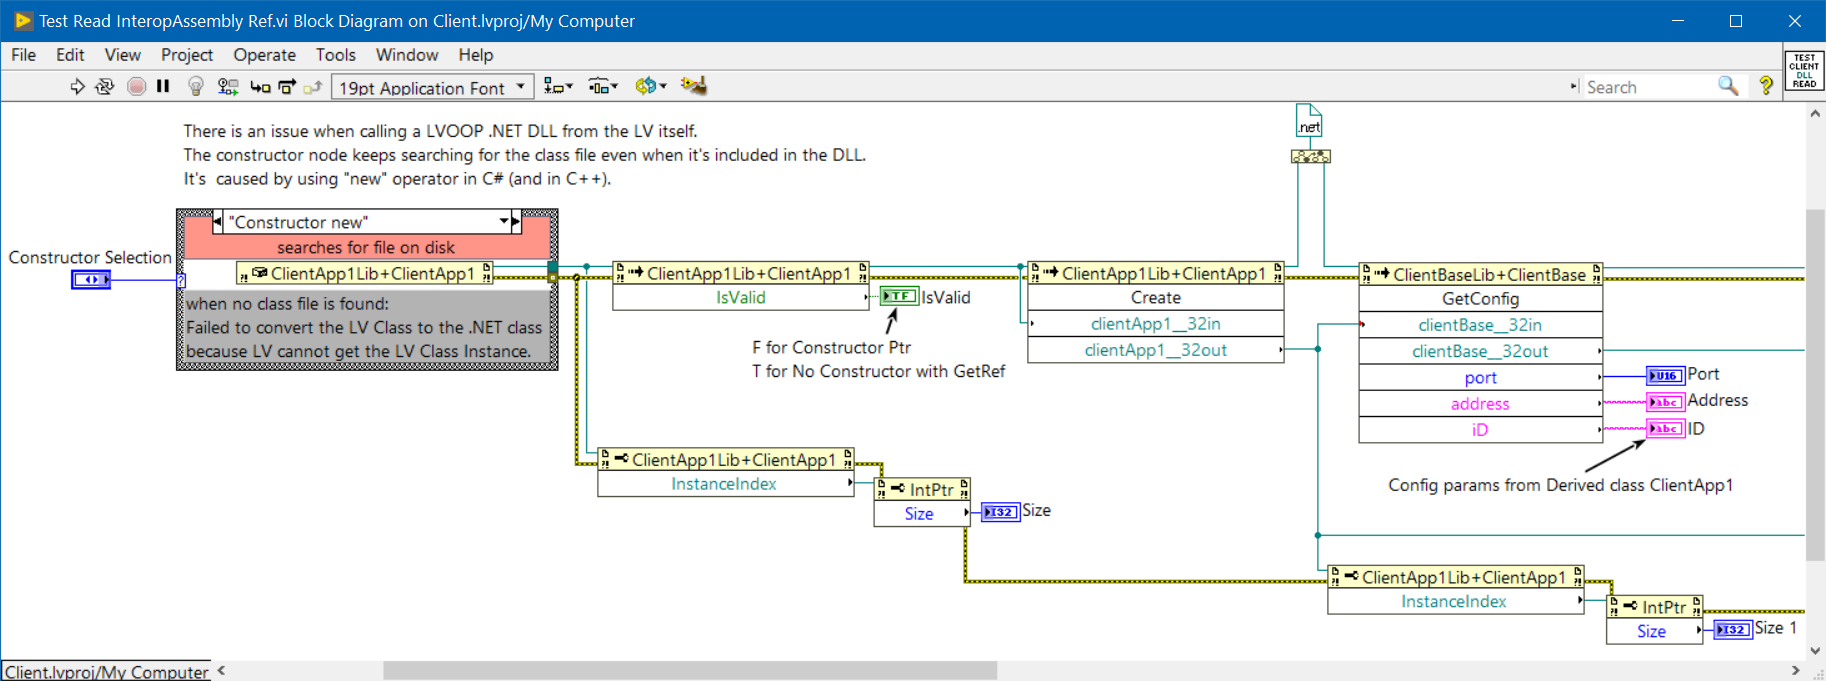 Test Read InteropAssembly Ref.vi Block Diagram on Client.lvproj/My Computer
File Edit View Project Operate Tools Window Help
19pt Application Font
Search
TEST
CLIENT
DLL
READ
There is an issue when calling a LVOOP .NET DLL from the LV itself.
The constructor node keeps searching for the class file even when it's included in the DLL.
It's  caused by using "new" operator in C# (and in C++).
.net
"Constructor new"
searches for file on disk
Constructor Selection
ClientApp1Lib+ClientApp1
when no class file is found:
Failed to convert the LV Class to the .NET class
because LV cannot get the LV Class Instance.
ClientApp1Lib+ClientApp1
IsValid
TF
IsValid
F for Constructor Ptr
T for No Constructor with GetRef
ClientApp1Lib+ClientApp1
Create
clientApp1__32in
clientApp1__32out
ClientBaseLib+ClientBase
GetConfig
clientBase__32in
clientBase__32out
port
U16
Port
address
abc
Address
iD
abc
ID
Config params from Derived class ClientApp1
ClientApp1Lib+ClientApp1
InstanceIndex
IntPtr
Size
I32
Size
ClientApp1Lib+ClientApp1
InstanceIndex
IntPtr
Size
I32
Size 1
Client.lvproj/My Computer